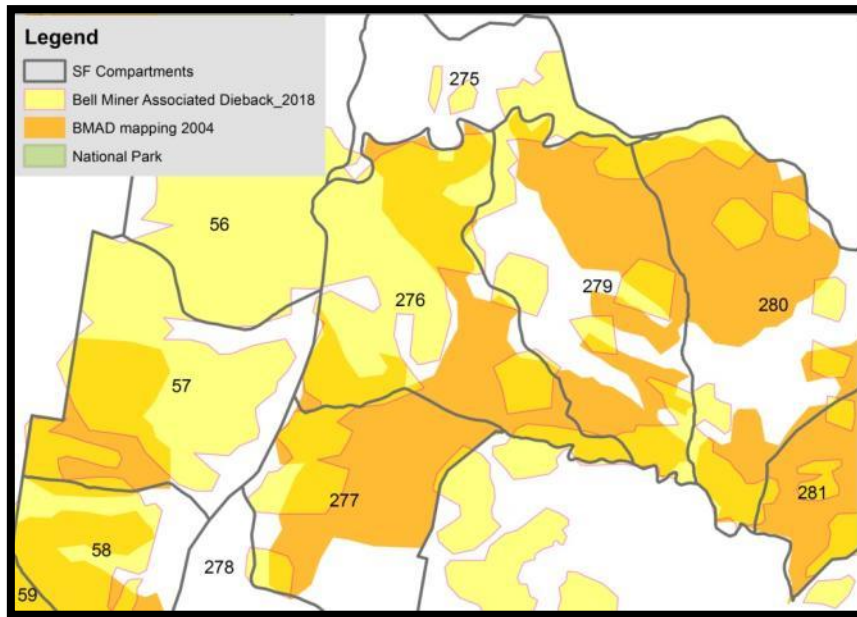 Legend
SF Compartments
Bell Miner Associated Dieback_2018
BMAD mapping 2004
National Park
275
56
276
279
280
57
277
281
58
278
59